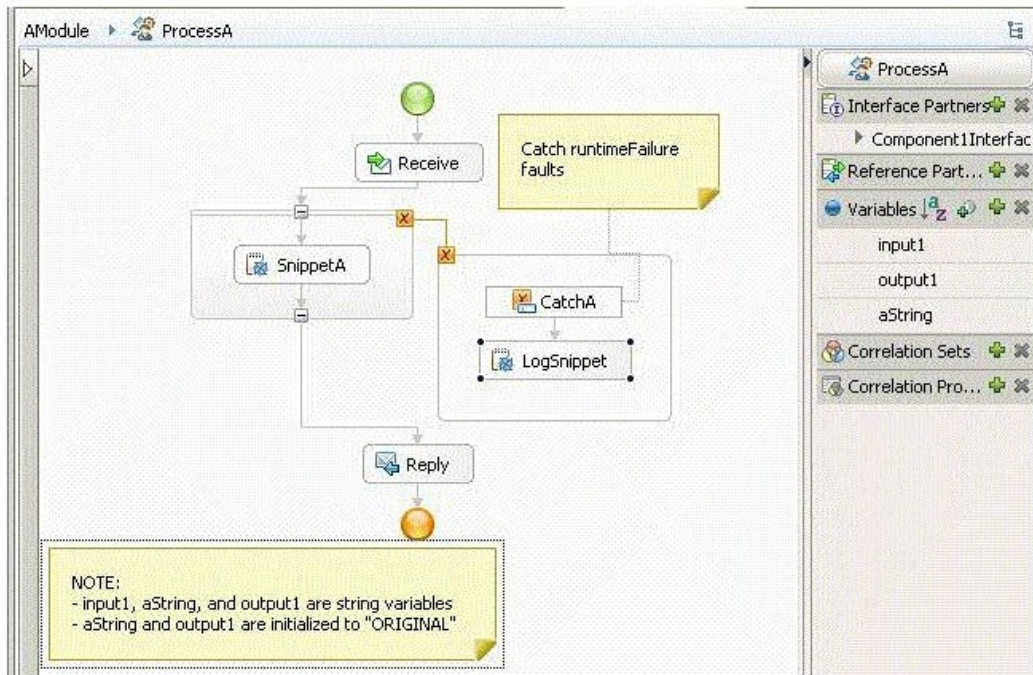 AModule ProcessA
Receive
Catch runtimeFailure
faults
SnippetA
CatchA
LogSnippet
Reply
NOTE:
- input1, aString, and output1 are string variables
- aString and output1 are initialized to "ORIGINAL"
ProcessA
Interface Partners
Component1Interfac
Reference Part...
Variables
input1
output1
aString
Correlation Sets
Correlation Pro...